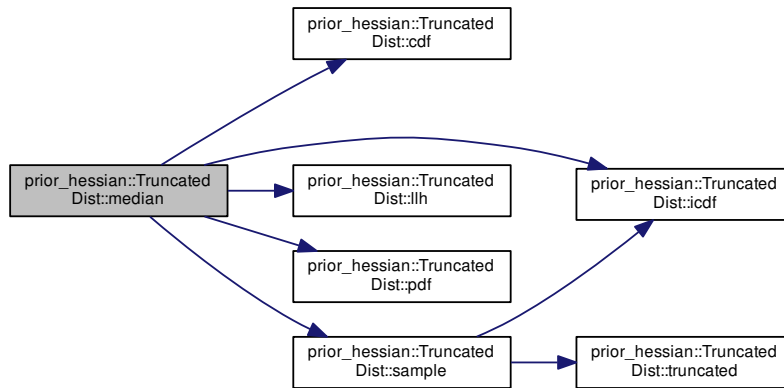 prior_hessian::Truncated
Dist::cdf
prior_hessian::Truncated
Dist::median
prior_hessian::Truncated
Dist::llh
prior_hessian::Truncated
Dist::icdf
prior_hessian::Truncated
Dist::pdf
prior_hessian::Truncated
Dist::sample
prior_hessian::Truncated
Dist::truncated